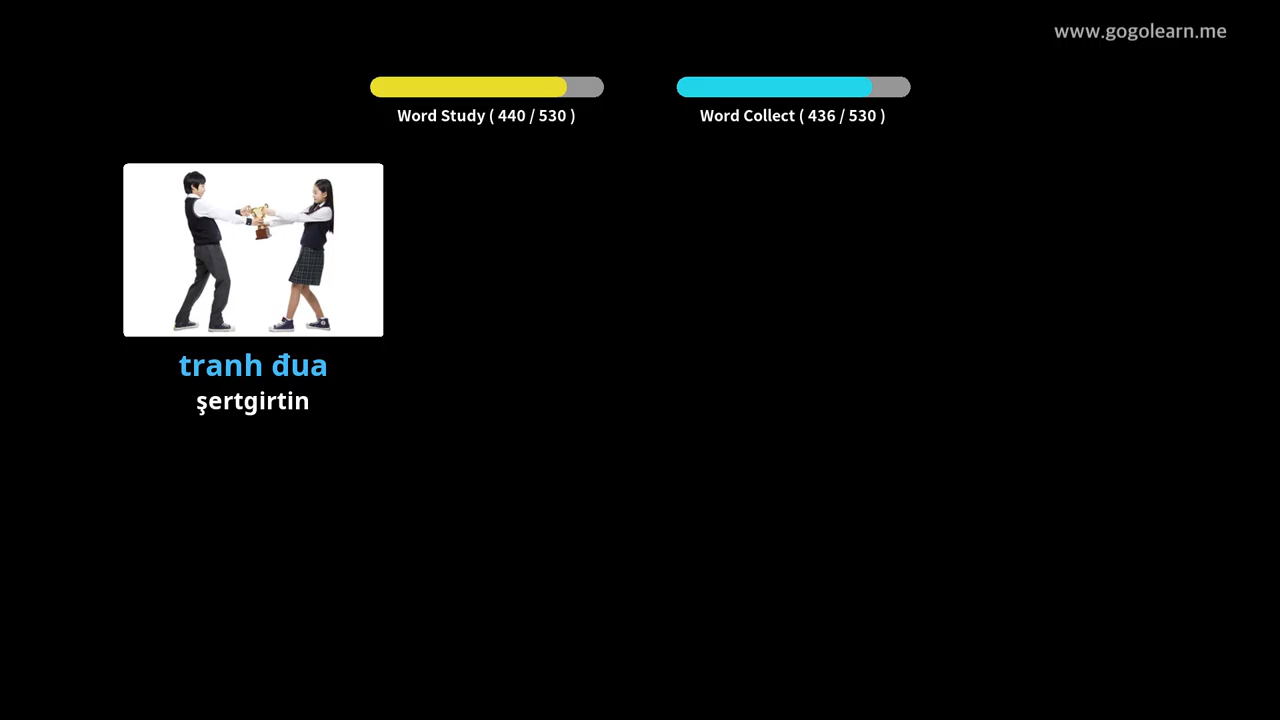 www.gogolearn.me
Word Study ( 440 / 530 )
Word Collect ( 436 / 530 )
tranh đua
şertgirtin